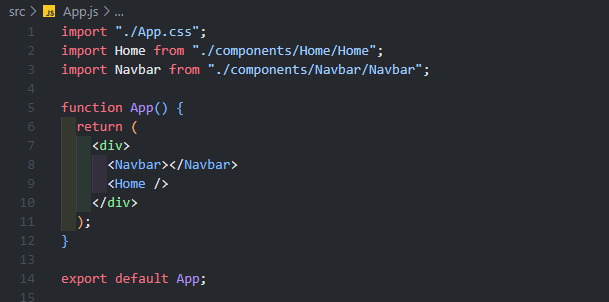 src > JS App.js > ...
1 import "./App.css";
2 import Home from "./components/Home/Home";
3 import Navbar from "./components/Navbar/Navbar";
4
5 function App() {
6   return (
7     <div>
8       <Navbar></Navbar>
9       <Home />
10     </div>
11   );
12 }
13
14 export default App;
15